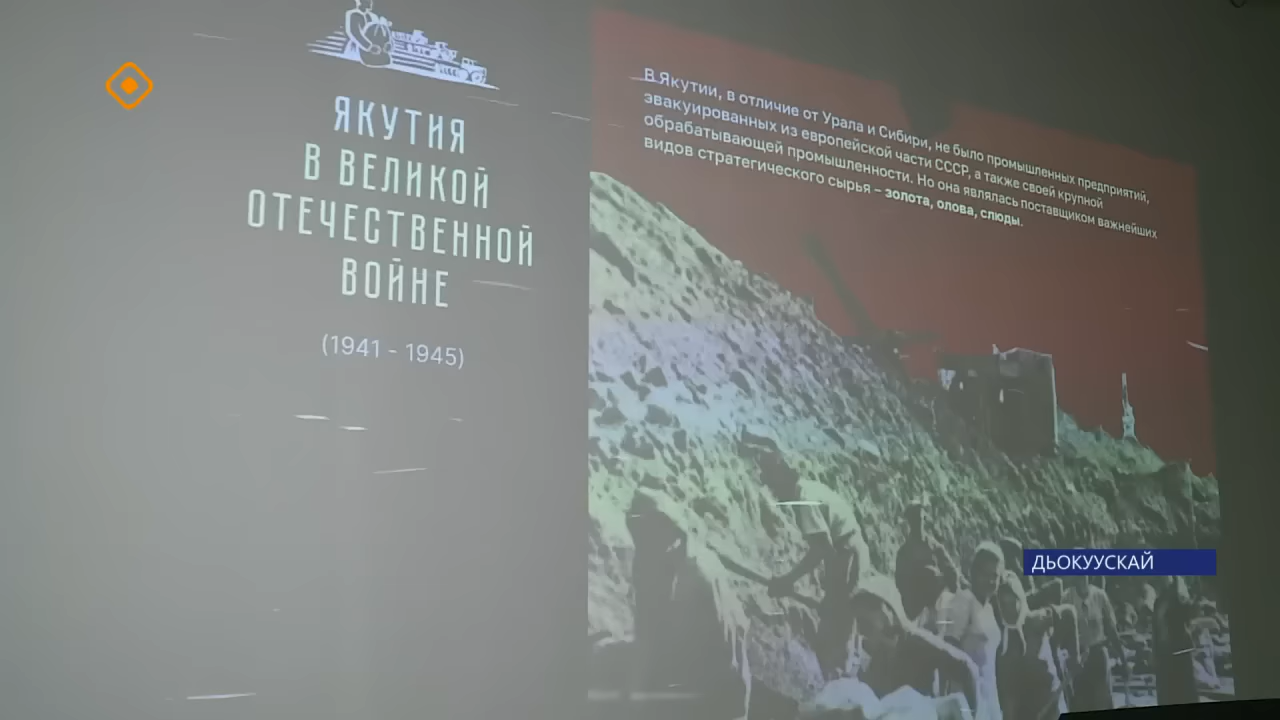 ЯКУТИЯ
В ВЕЛИКОЙ
ОТЕЧЕСТВЕННОЙ
ВОЙНЕ
(1941 - 1945)
В Якутии, в отличие от Урала и Сибири, не было промышленных предприятий,
эвакуированных из европейской части СССР, а также своей крупной
обрабатывающей промышленности. Но она являлась поставщиком важнейших
видов стратегического сырья – золота, олова, слюды.
ДЬОКУУСКАЙ